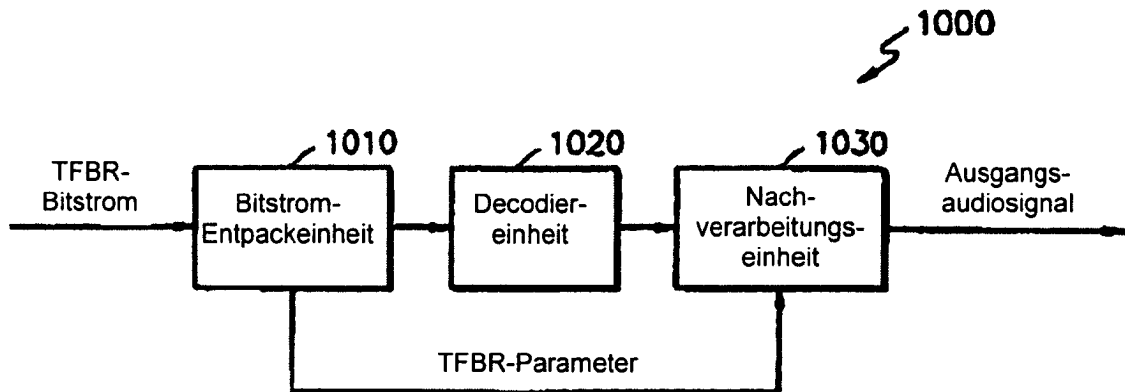 1000
1010
1020
1030
TFBR-
Bitstrom
Bitstrom-
Entpackeinheit
Decodier-
einheit
Nach-
verarbeitungs-
einheit
Ausgangs-
audiosignal
TFBR-Parameter